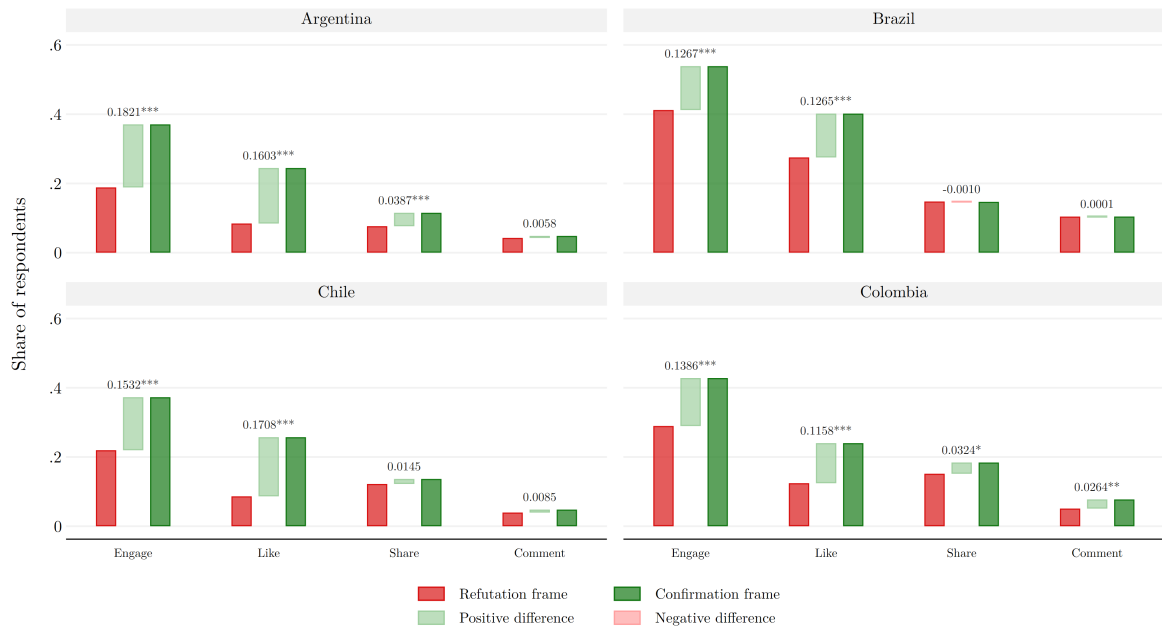 Argentina
Brazil
Share of respondents
.6
.4
.2
0
0.1821***
0.1603***
0.0387***
0.0058
0.1267***
0.1265***
-0.0010
0.0001
Chile
Colombia
.6
.4
.2
0
0.1532***
0.1708***
0.0145
0.0085
0.1386***
0.1158***
0.0324*
0.0264**
Engage Like Share Comment
Engage Like Share Comment
Refutation frame Confirmation frame
Positive difference Negative difference